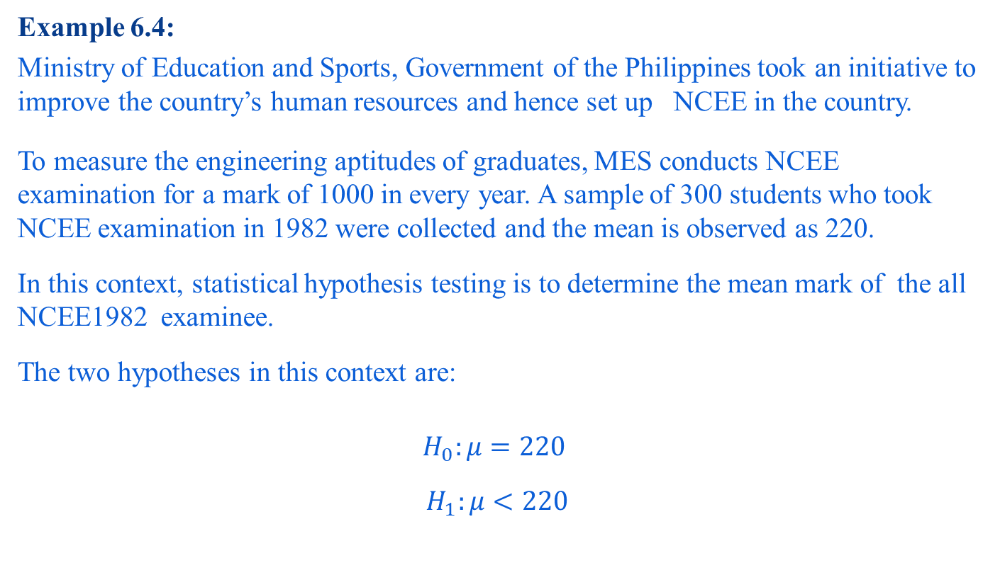 Example 6.4:
Ministry of Education and Sports, Government of the Philippines took an initiative to
improve the country’s human resources and hence set up NCEE in the country.
To measure the engineering aptitudes of graduates, MES conducts NCEE
examination for a mark of 1000 in every year. A sample of 300 students who took
NCEE examination in 1982 were collected and the mean is observed as 220.
In this context, statistical hypothesis testing is to determine the mean mark of the all
NCEE1982 examinee.
The two hypotheses in this context are:
𝐻₀: 𝜇 = 220
𝐻₁: 𝜇 < 220